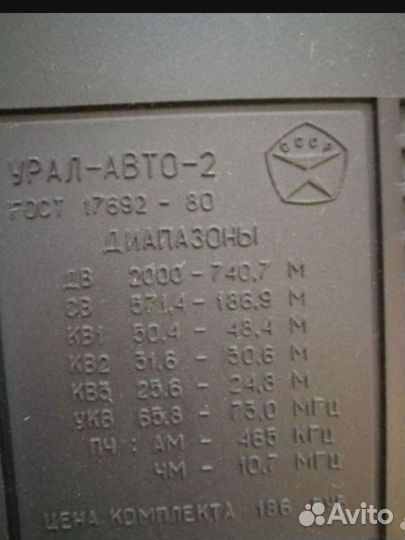 СССР
УРАЛ-АВТО-2
ГОСТ 17692-80
ДИАПАЗОНЫ
ДВ 2000-740,7 М
СВ 571,4-186,9 М
КВ1 50,4-48,4 М
КВ2 31,6-30,6 М
КВ3 25,6-24,8 М
УКВ 65,8-73,0 МГЦ
ПЧ: АМ-465 КГЦ
ЧМ-10,7 МГЦ
ЦЕНА КОМПЛЕКТА 186 РУБ
Avito